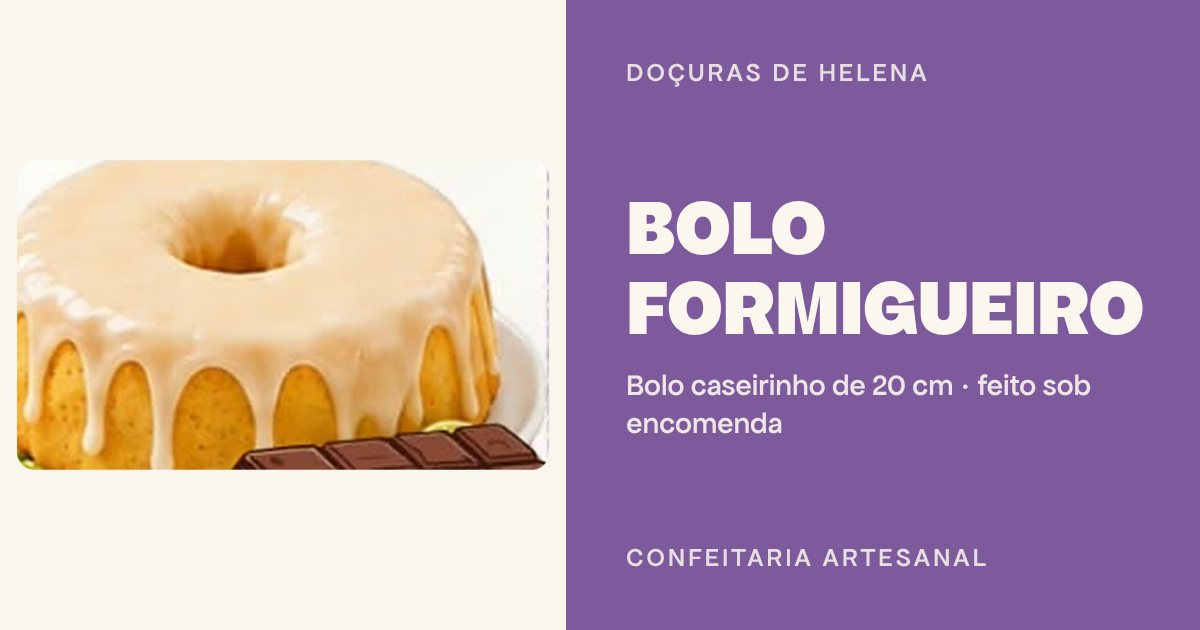 DOÇURAS DE HELENA
BOLO
FORMIGUEIRO
Bolo caseirinho de 20 cm · feito sob
encomenda
CONFEITARIA ARTESANAL